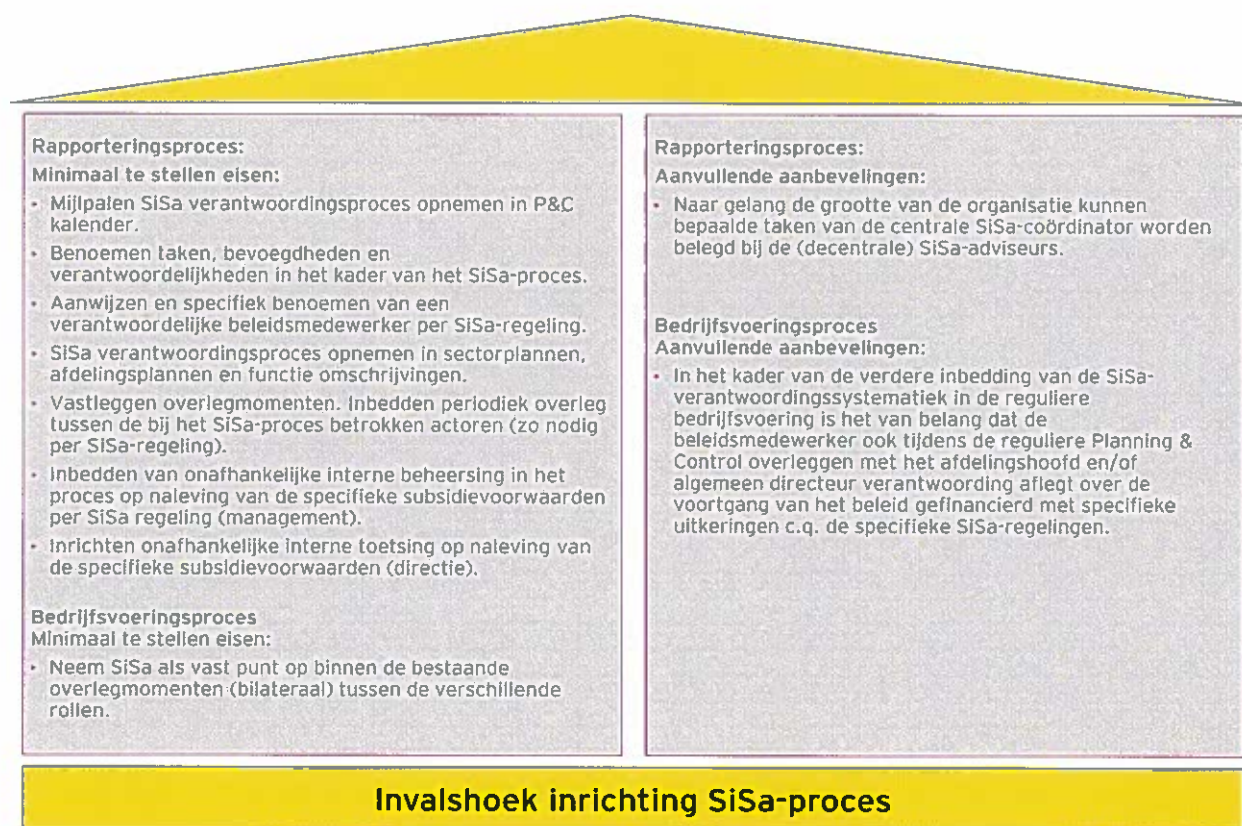 Rapporteringsproces:
Minimaal te stellen eisen:
• Mijlpalen SiSa verantwoordingsproces opnemen in P&C
kalender.
• Benoemen taken, bevoegdheden en
verantwoordelijkheden in het kader van het SiSa-proces.
• Aanwijzen en specifiek benoemen van een
verantwoordelijke beleidsmedewerker per SiSa-regeling.
• SiSa verantwoordingsproces opnemen in sectorplannen,
afdelingsplannen en functie omschrijvingen.
• Vastleggen overlegmomenten. Inbedden periodiek overleg
tussen de bij het SiSa-proces betrokken actoren (zo nodig
per SiSa-regeling).
• Inbedden van onafhankelijke interne beheersing in het
proces op naleving van de specifieke subsidievoorwaarden
per SiSa regeling (management).
• Inrichten onafhankelijke interne toetsing op naleving van
de specifieke subsidievoorwaarden (directie).
Bedrijfsvoeringsproces
Minimaal te stellen eisen:
• Neem SiSa als vast punt op binnen de bestaande
overlegmomenten (bilateraal) tussen de verschillende
rollen.
Rapporteringsproces:
Aanvullende aanbevelingen:
• Naar gelang de grootte van de organisatie kunnen
bepaalde taken van de centrale SiSa-coördinator worden
belegd bij de (decentrale) SiSa-adviseurs.
Bedrijfsvoeringsproces
Aanvullende aanbevelingen:
• In het kader van de verdere inbedding van de SiSa-
verantwoordingssystematiek in de reguliere
bedrijfsvoering is het van belang dat de
beleidsmedewerker ook tijdens de reguliere Planning &
Control overleggen met het afdelingshoofd en/of
algemeen directeur verantwoording aflegt over de
voortgang van het beleid gefinancierd met specifieke
uitkeringen c.q. de specifieke SiSa-regelingen.
Invalshoek inrichting SiSa-proces